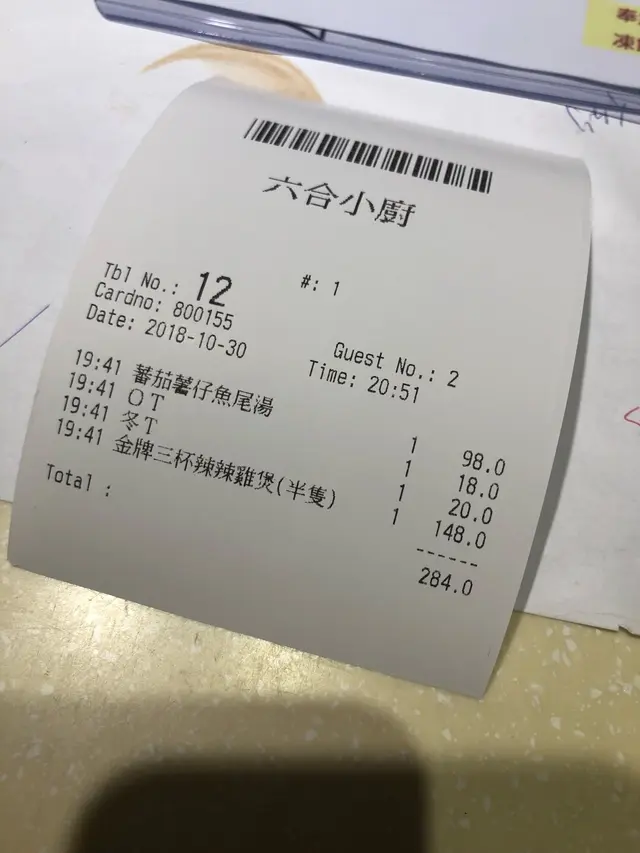 六合小廚
Tbl No.: 12 #: 1
Cardno: 800155 Guest No.: 2
Date: 2018-10-30 Time: 20:51
19:41 蕃茄薯仔魚尾湯 1 98.0
19:41 OT 1 18.0
19:41 冬T 1 20.0
19:41 金牌三杯辣辣雞煲(半隻) 1 148.0
------
Total : 284.0